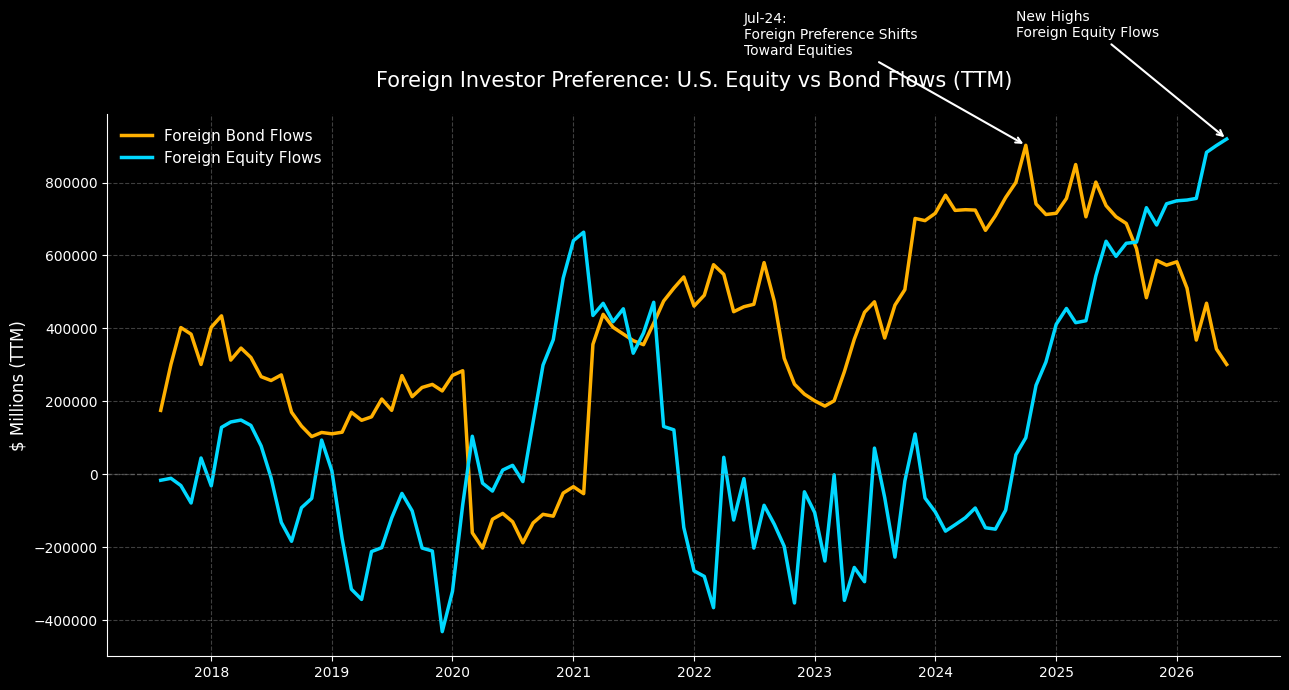 Jul-24:
Foreign Preference Shifts
Toward Equities
New Highs
Foreign Equity Flows
Foreign Investor Preference: U.S. Equity vs Bond Flows (TTM)
Foreign Bond Flows
Foreign Equity Flows
$ Millions (TTM)
800000
600000
400000
200000
0
−200000
−400000
2018
2019
2020
2021
2022
2023
2024
2025
2026